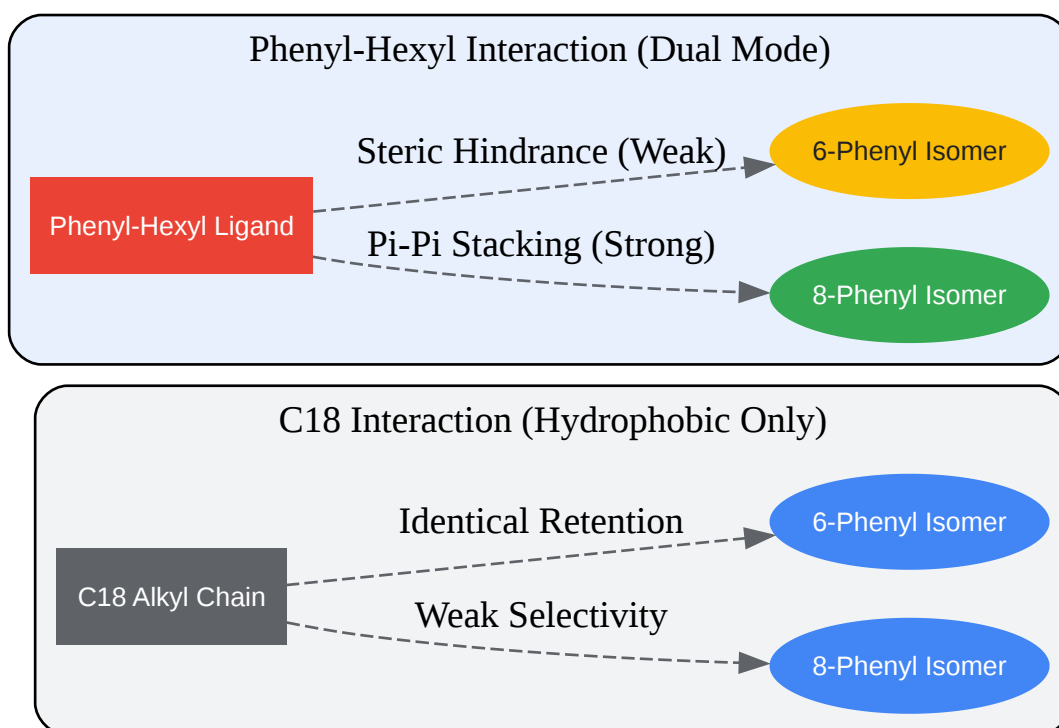 Phenyl-Hexyl Interaction (Dual Mode)
Steric Hindrance (Weak)
6-Phenyl Isomer
Phenyl-Hexyl Ligand
Pi-Pi Stacking (Strong)
8-Phenyl Isomer
C18 Interaction (Hydrophobic Only)
Identical Retention
6-Phenyl Isomer
C18 Alkyl Chain
Weak Selectivity
8-Phenyl Isomer